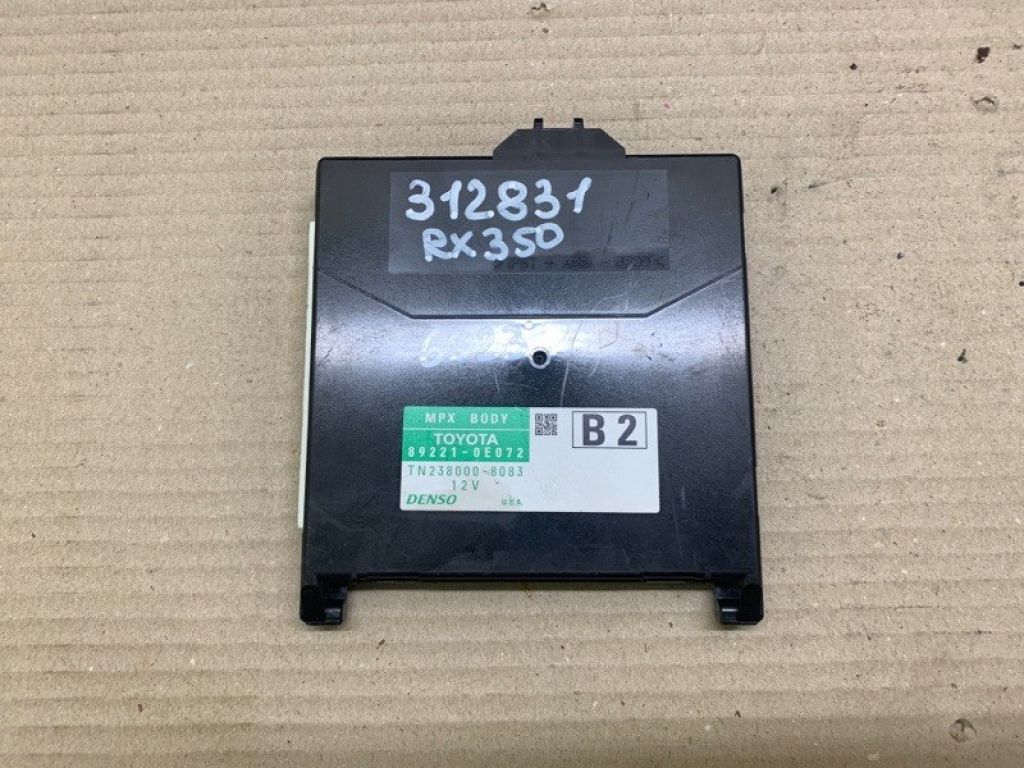 312831
RX350
MPX BODY
TOYOTA
89221-0E072
TN238000-8083
12V
DENSO
U.S.A.
B2